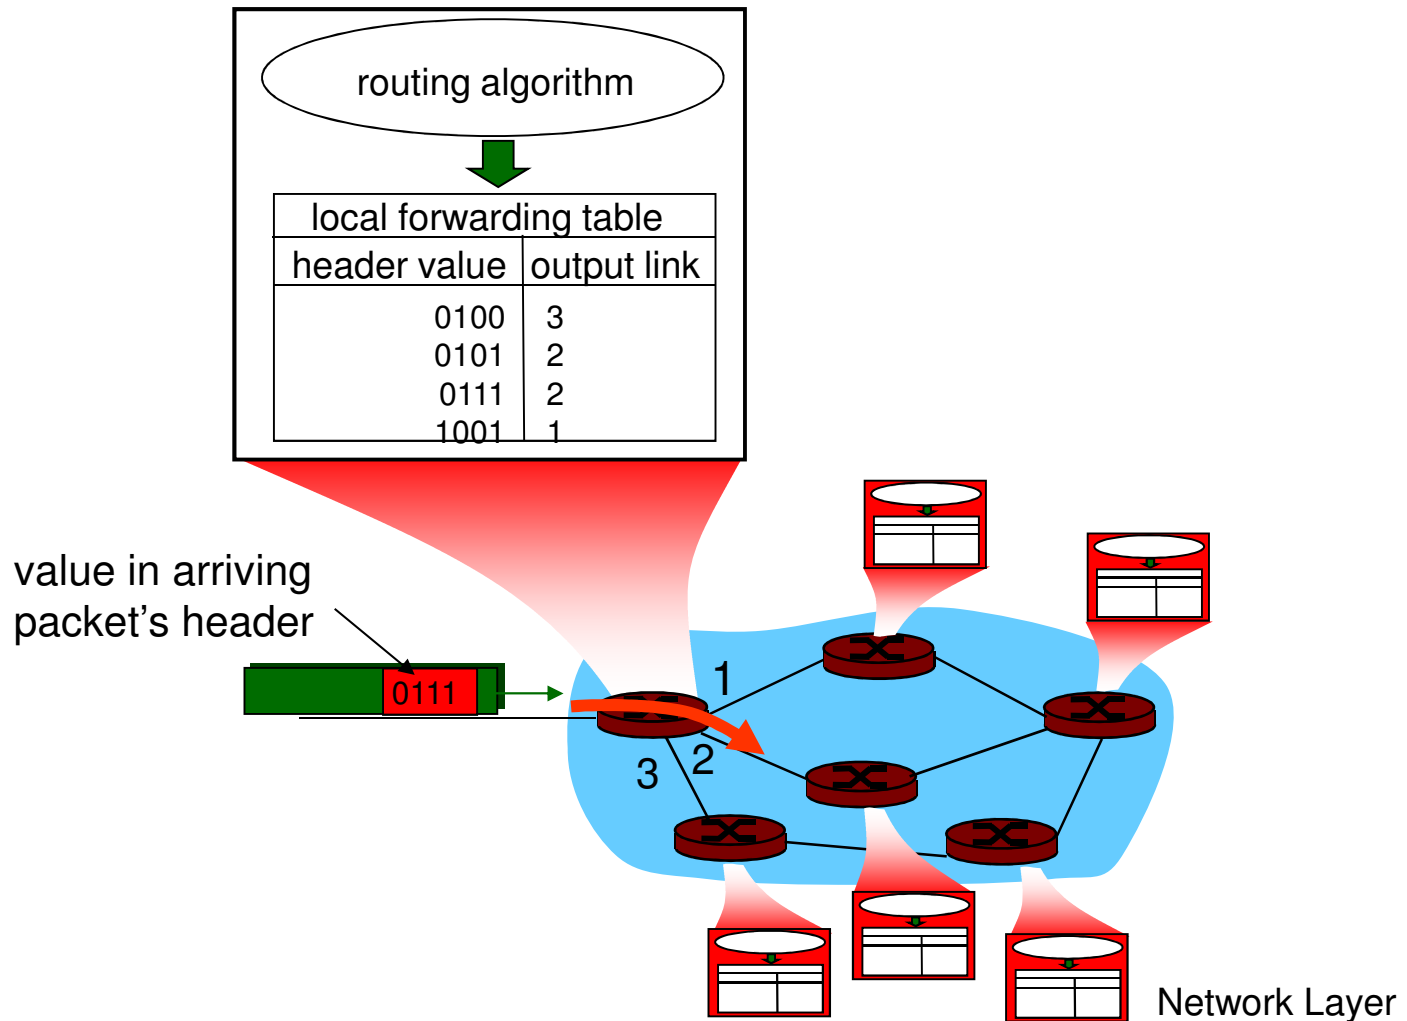 routing algorithm
local forwarding table
header value output link
0100 3
0101 2
0111 2
1001 1
value in arriving
packet's header
0111
1
2
3
Network Layer